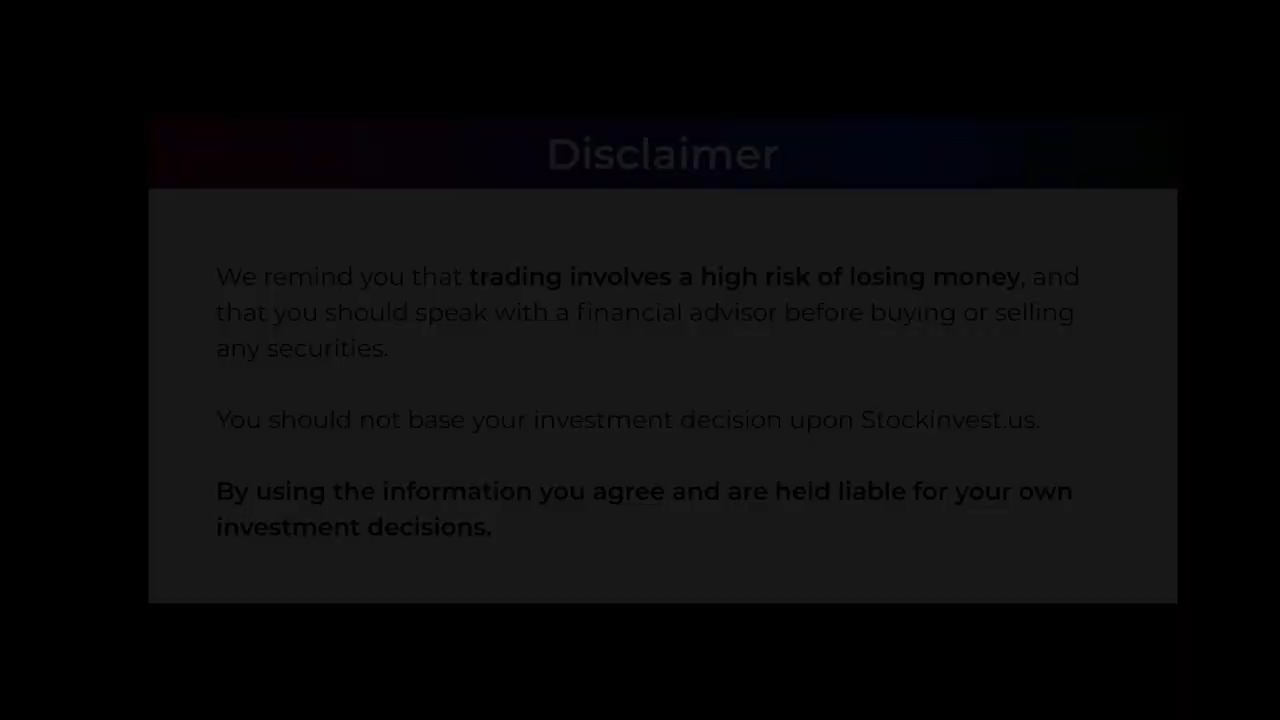 Disclaimer
We remind you that trading involves a high risk of losing money, and
that you should speak with a financial advisor before buying or selling
any securities.
You should not base your investment decision upon Stockinvest.us.
By using the information you agree and are held liable for your own
investment decisions.